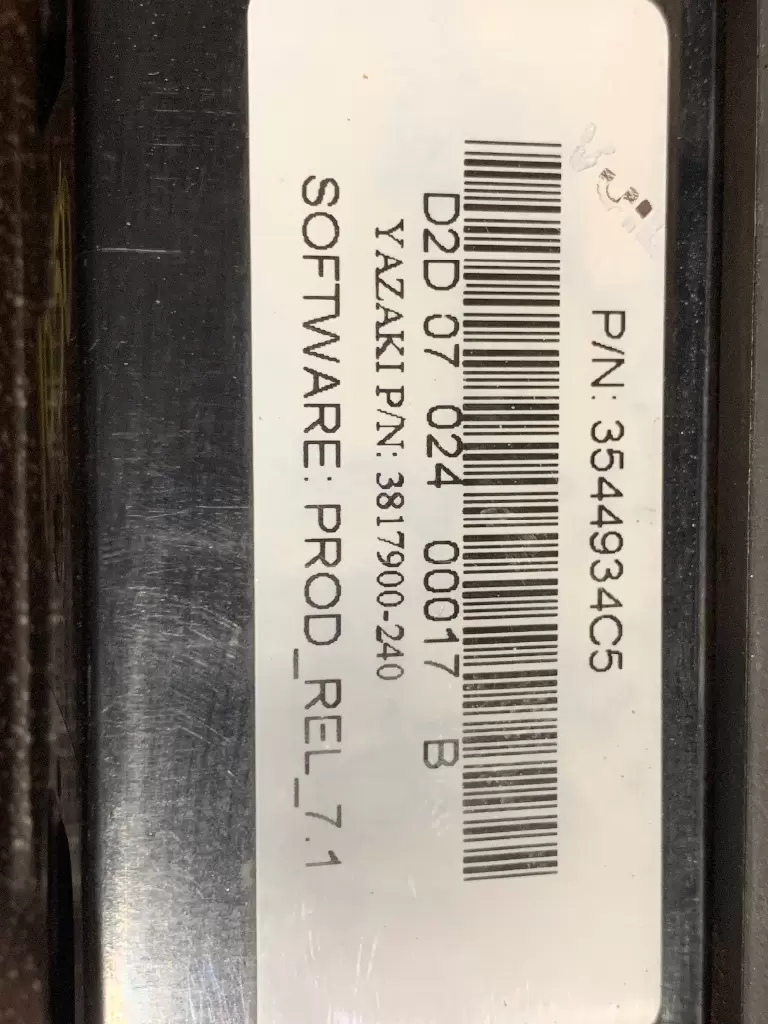 P/N: 3544934C5
D2D 07 024 00017 B
YAZAKI P/N: 3817900-240
SOFTWARE: PROD_REL_7.1